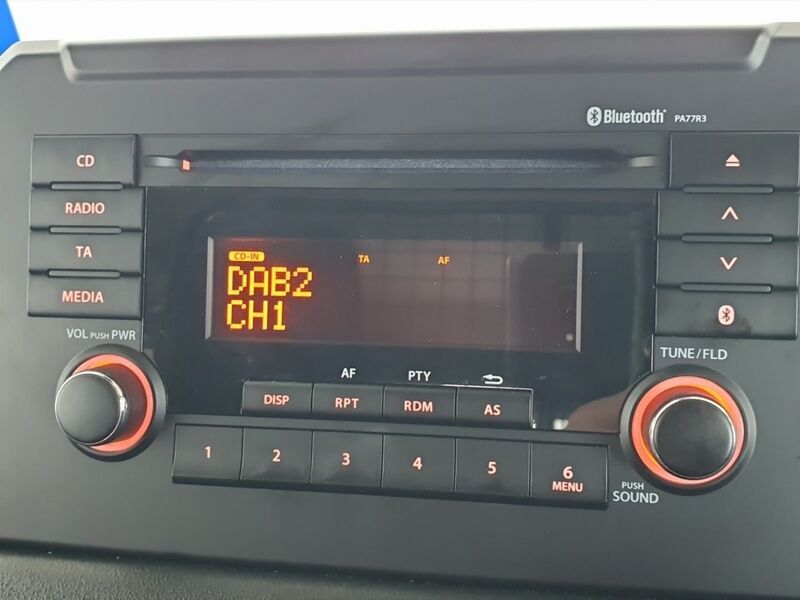 Bluetooth® PA77R3
CD
RADIO
TA
MEDIA
CD-IN TA AF
DAB2
CH1
VOL PUSH PWR
TUNE/FLD
AF PTY
DISP RPT RDM AS
1 2 3 4 5 6
MENU
PUSH
SOUND